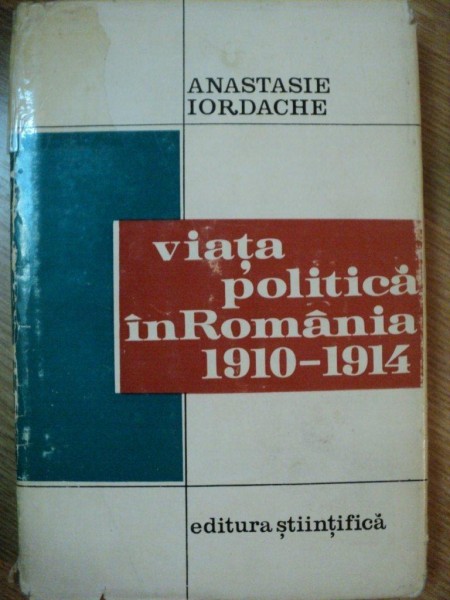 ANASTASIE
IORDACHE
viața
politică
în România
1910-1914
editura științifică